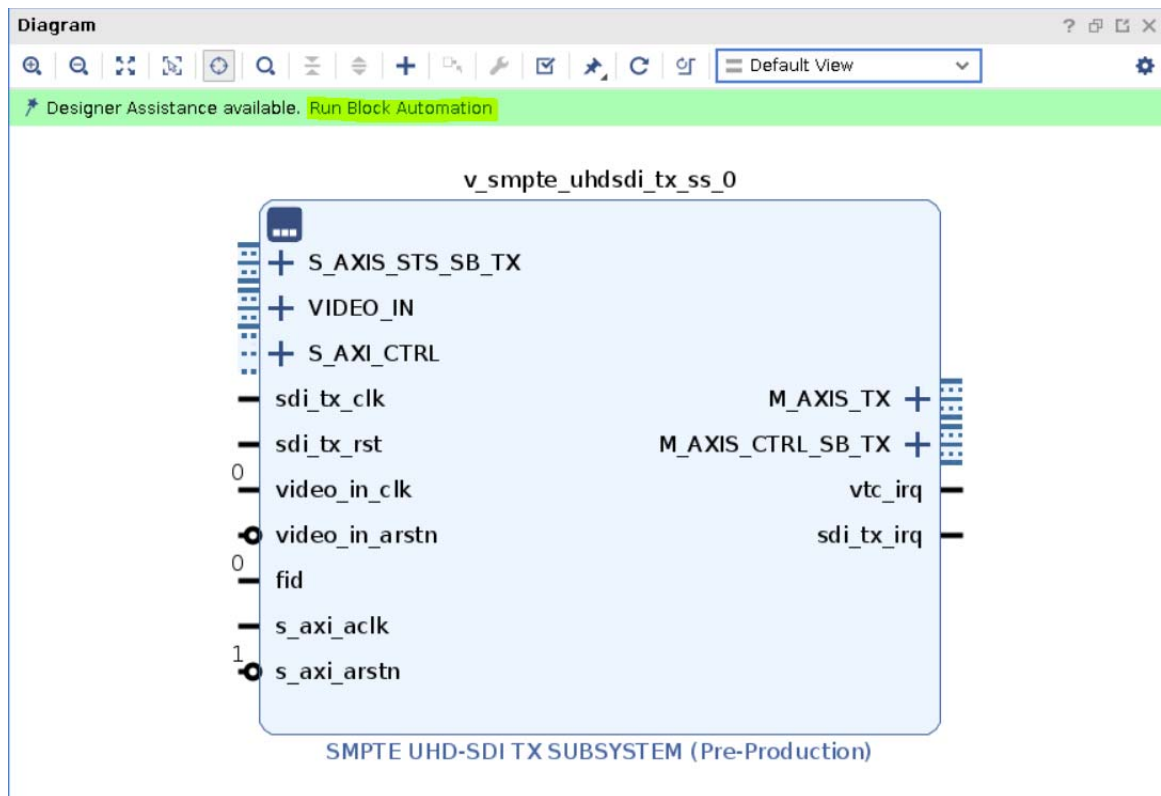 Diagram
Default View
Designer Assistance available. Run Block Automation
v_smpte_uhdsdi_tx_ss_0
S_AXIS_STS_SB_TX
VIDEO_IN
S_AXI_CTRL
sdi_tx_clk
M_AXIS_TX
sdi_tx_rst
M_AXIS_CTRL_SB_TX
0
video_in_clk
vtc_irq
video_in_arstn
sdi_tx_irq
0
fid
s_axi_aclk
1
s_axi_arstn
SMPTE UHD-SDI TX SUBSYSTEM (Pre-Production)